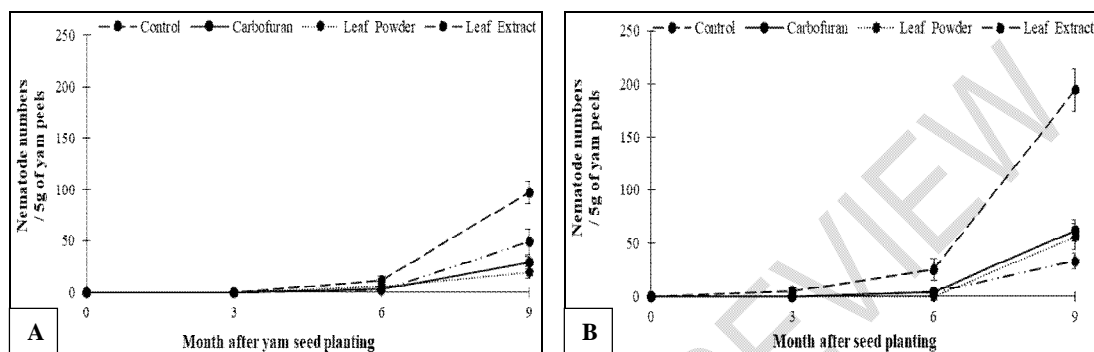 Control Carbofuran Leaf Powder Leaf Extract
250
200
150
100
50
0
0 3 6 9
Nematode numbers
/ 5g of yam peels
Month after yam seed planting
A
Control Carbofuran Leaf Powder Leaf Extract
250
200
150
100
50
0
0 3 6 9
Nematode numbers
/ 5g of yam peels
Month after seed planting
B
REVIEW